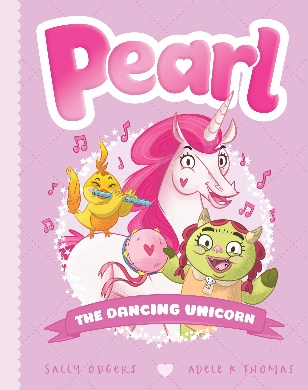 Pearl
THE DANCING UNICORN
SALLY ODGERS ADELE K THOMAS